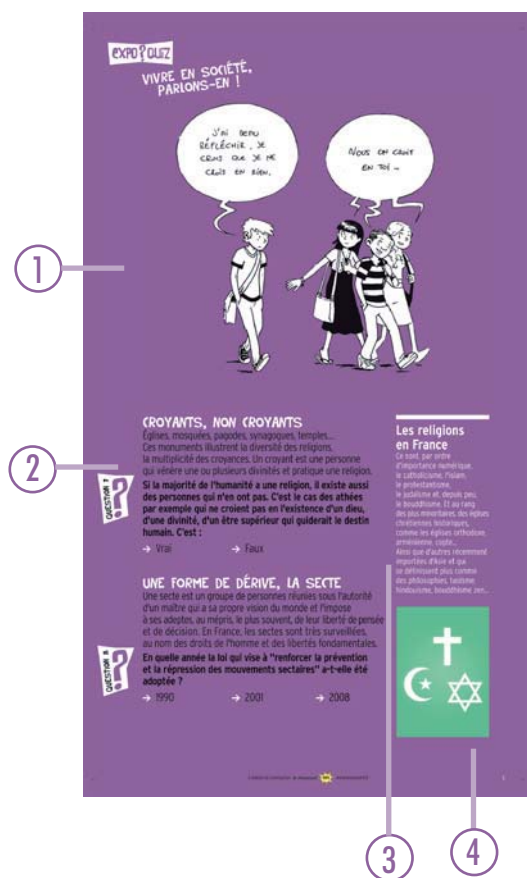 EXPO ? QUIZ
VIVRE EN SOCIÉTÉ,
PARLONS-EN !
J'AI BEAU
RÉFLÉCHIR, JE
CROIS QUE JE NE
CROIS EN RIEN.
NOUS ON CROIT
EN TOI ...
1
2
CROYANTS, NON CROYANTS
Églises, mosquées, pagodes, synagogues, temples...
Ces monuments illustrent la diversité des religions,
la multiplicité des croyances. Un croyant est une personne
qui vénère une ou plusieurs divinités et pratique une religion.
QUESTION
?
Si la majorité de l'humanité a une religion, il existe aussi
des personnes qui n'en ont pas. C'est le cas des athées
par exemple qui ne croient pas en l'existence d'un dieu,
d'une divinité, d'un être supérieur qui guiderait le destin
humain. C'est :
→ Vrai → Faux
UNE FORME DE DÉRIVE, LA SECTE
Une secte est un groupe de personnes réunies sous l'autorité
d'un maître qui a sa propre vision du monde et l'impose
à ses adeptes, au mépris, le plus souvent, de leur liberté de pensée
et de décision. En France, les sectes sont très surveillées,
au nom des droits de l'homme et des libertés fondamentales.
QUESTION
?
En quelle année la loi qui vise à "renforcer la prévention
et la répression des mouvements sectaires" a-t-elle été
adoptée ?
→ 1990 → 2001 → 2008
Les religions
en France
Ce sont, par ordre
d'importance numérique,
le catholicisme, l'islam,
le protestantisme,
le judaïsme et, depuis peu,
le bouddhisme. Et au rang
des plus minoritaires, des églises
chrétiennes historiques,
comme les églises orthodoxe,
arménienne, copte...
Ainsi que d'autres récemment
importées d'Asie et qui
se définissent plus comme
des philosophies, taoïsme
hindouisme, bouddhisme zen...
3
4